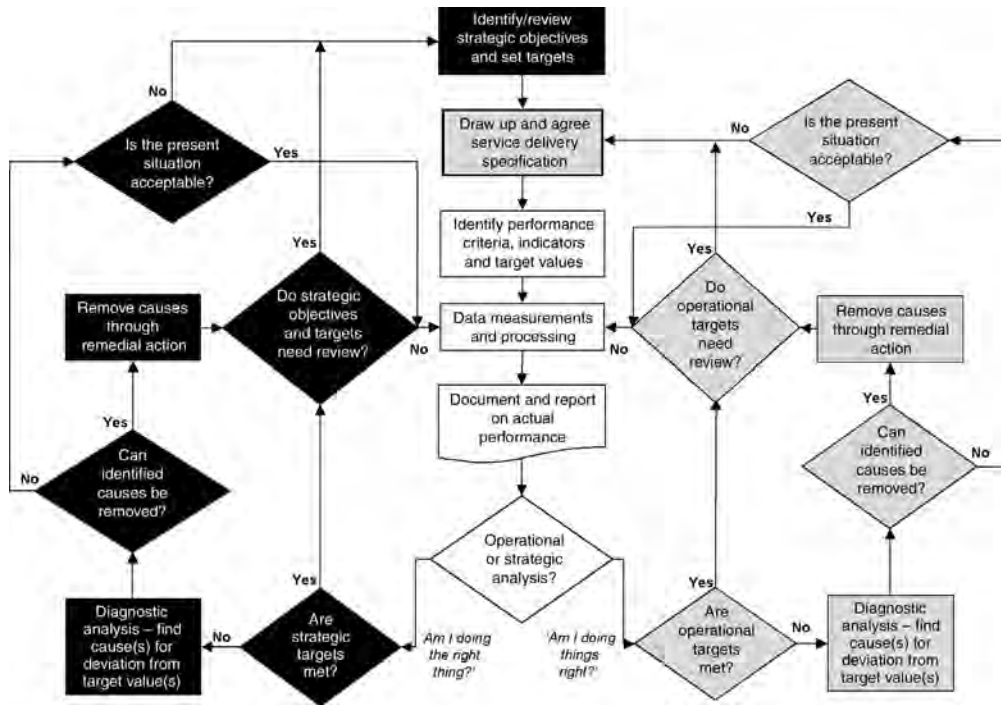 Identify/review
strategic objectives
and set targets
No
Is the present
situation
acceptable?
Yes
Draw up and agree
service delivery
specification
No
Is the present
situation
acceptable?
Yes
Identify performance
criteria, indicators
and target values
Yes
Yes
Remove causes
through
remedial action
Do strategic
objectives
and targets
need review?
No
Data measurements
and processing
No
Do
operational
targets
need
review?
Remove causes
through remedial
action
Document and report
on actual
performance
Yes
Can
identified
causes be
removed?
No
Yes
Can
identified
causes be
removed?
No
Operational
or strategic
analysis?
Yes
Are
strategic
targets
met?
No
Diagnostic
analysis – find
cause(s) for
deviation from
target value(s)
'Am I doing
the right
thing?'
'Am I doing
things
right?'
Yes
Are
operational
targets
met?
No
Diagnostic
analysis – find
cause(s) for
deviation from
target value(s)